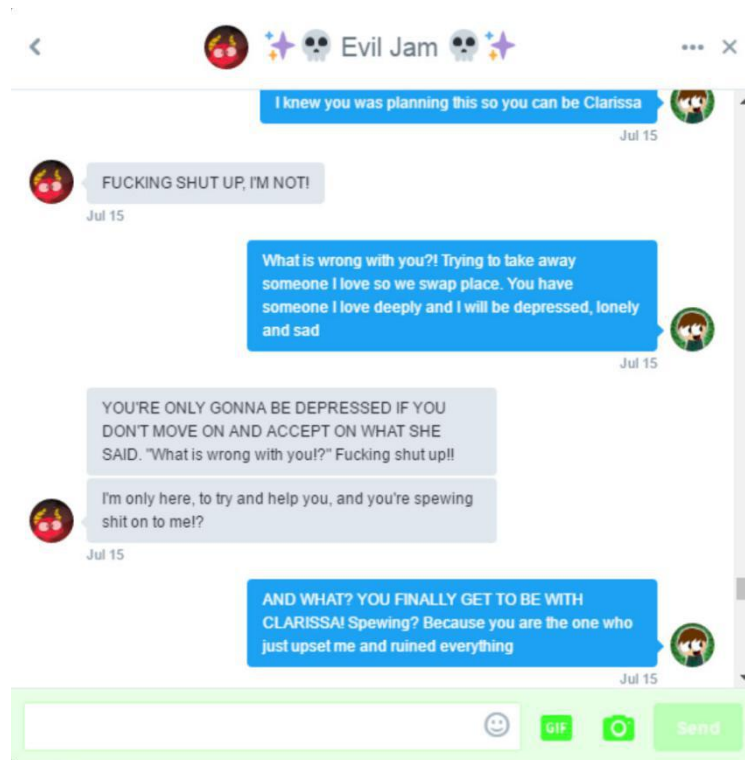 Evil Jam
I knew you was planning this so you can be Clarissa
Jul 15
FUCKING SHUT UP, I'M NOT!
Jul 15
What is wrong with you?! Trying to take away
someone I love so we swap place. You have
someone I love deeply and I will be depressed, lonely
and sad
Jul 15
YOU'RE ONLY GONNA BE DEPRESSED IF YOU
DON'T MOVE ON AND ACCEPT ON WHAT SHE
SAID. "What is wrong with you!?" Fucking shut up!!
I'm only here, to try and help you, and you're spewing
shit on to me!?
Jul 15
AND WHAT? YOU FINALLY GET TO BE WITH
CLARISSA! Spewing? Because you are the one who
just upset me and ruined everything
Jul 15
GIF
Send